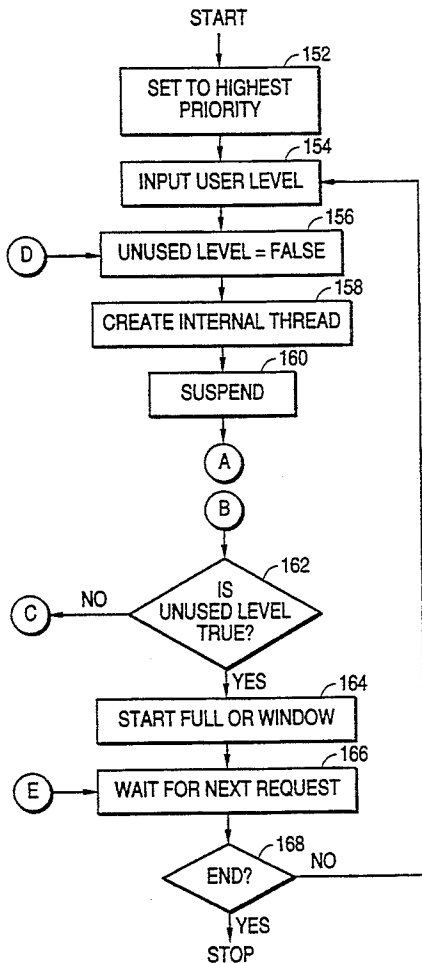 START
152
SET TO HIGHEST
PRIORITY
154
INPUT USER LEVEL
156
D
UNUSED LEVEL = FALSE
158
CREATE INTERNAL THREAD
160
SUSPEND
A
B
162
IS
UNUSED LEVEL
TRUE?
NO
C
YES
164
START FULL OR WINDOW
166
E
WAIT FOR NEXT REQUEST
168
END?
NO
YES
STOP